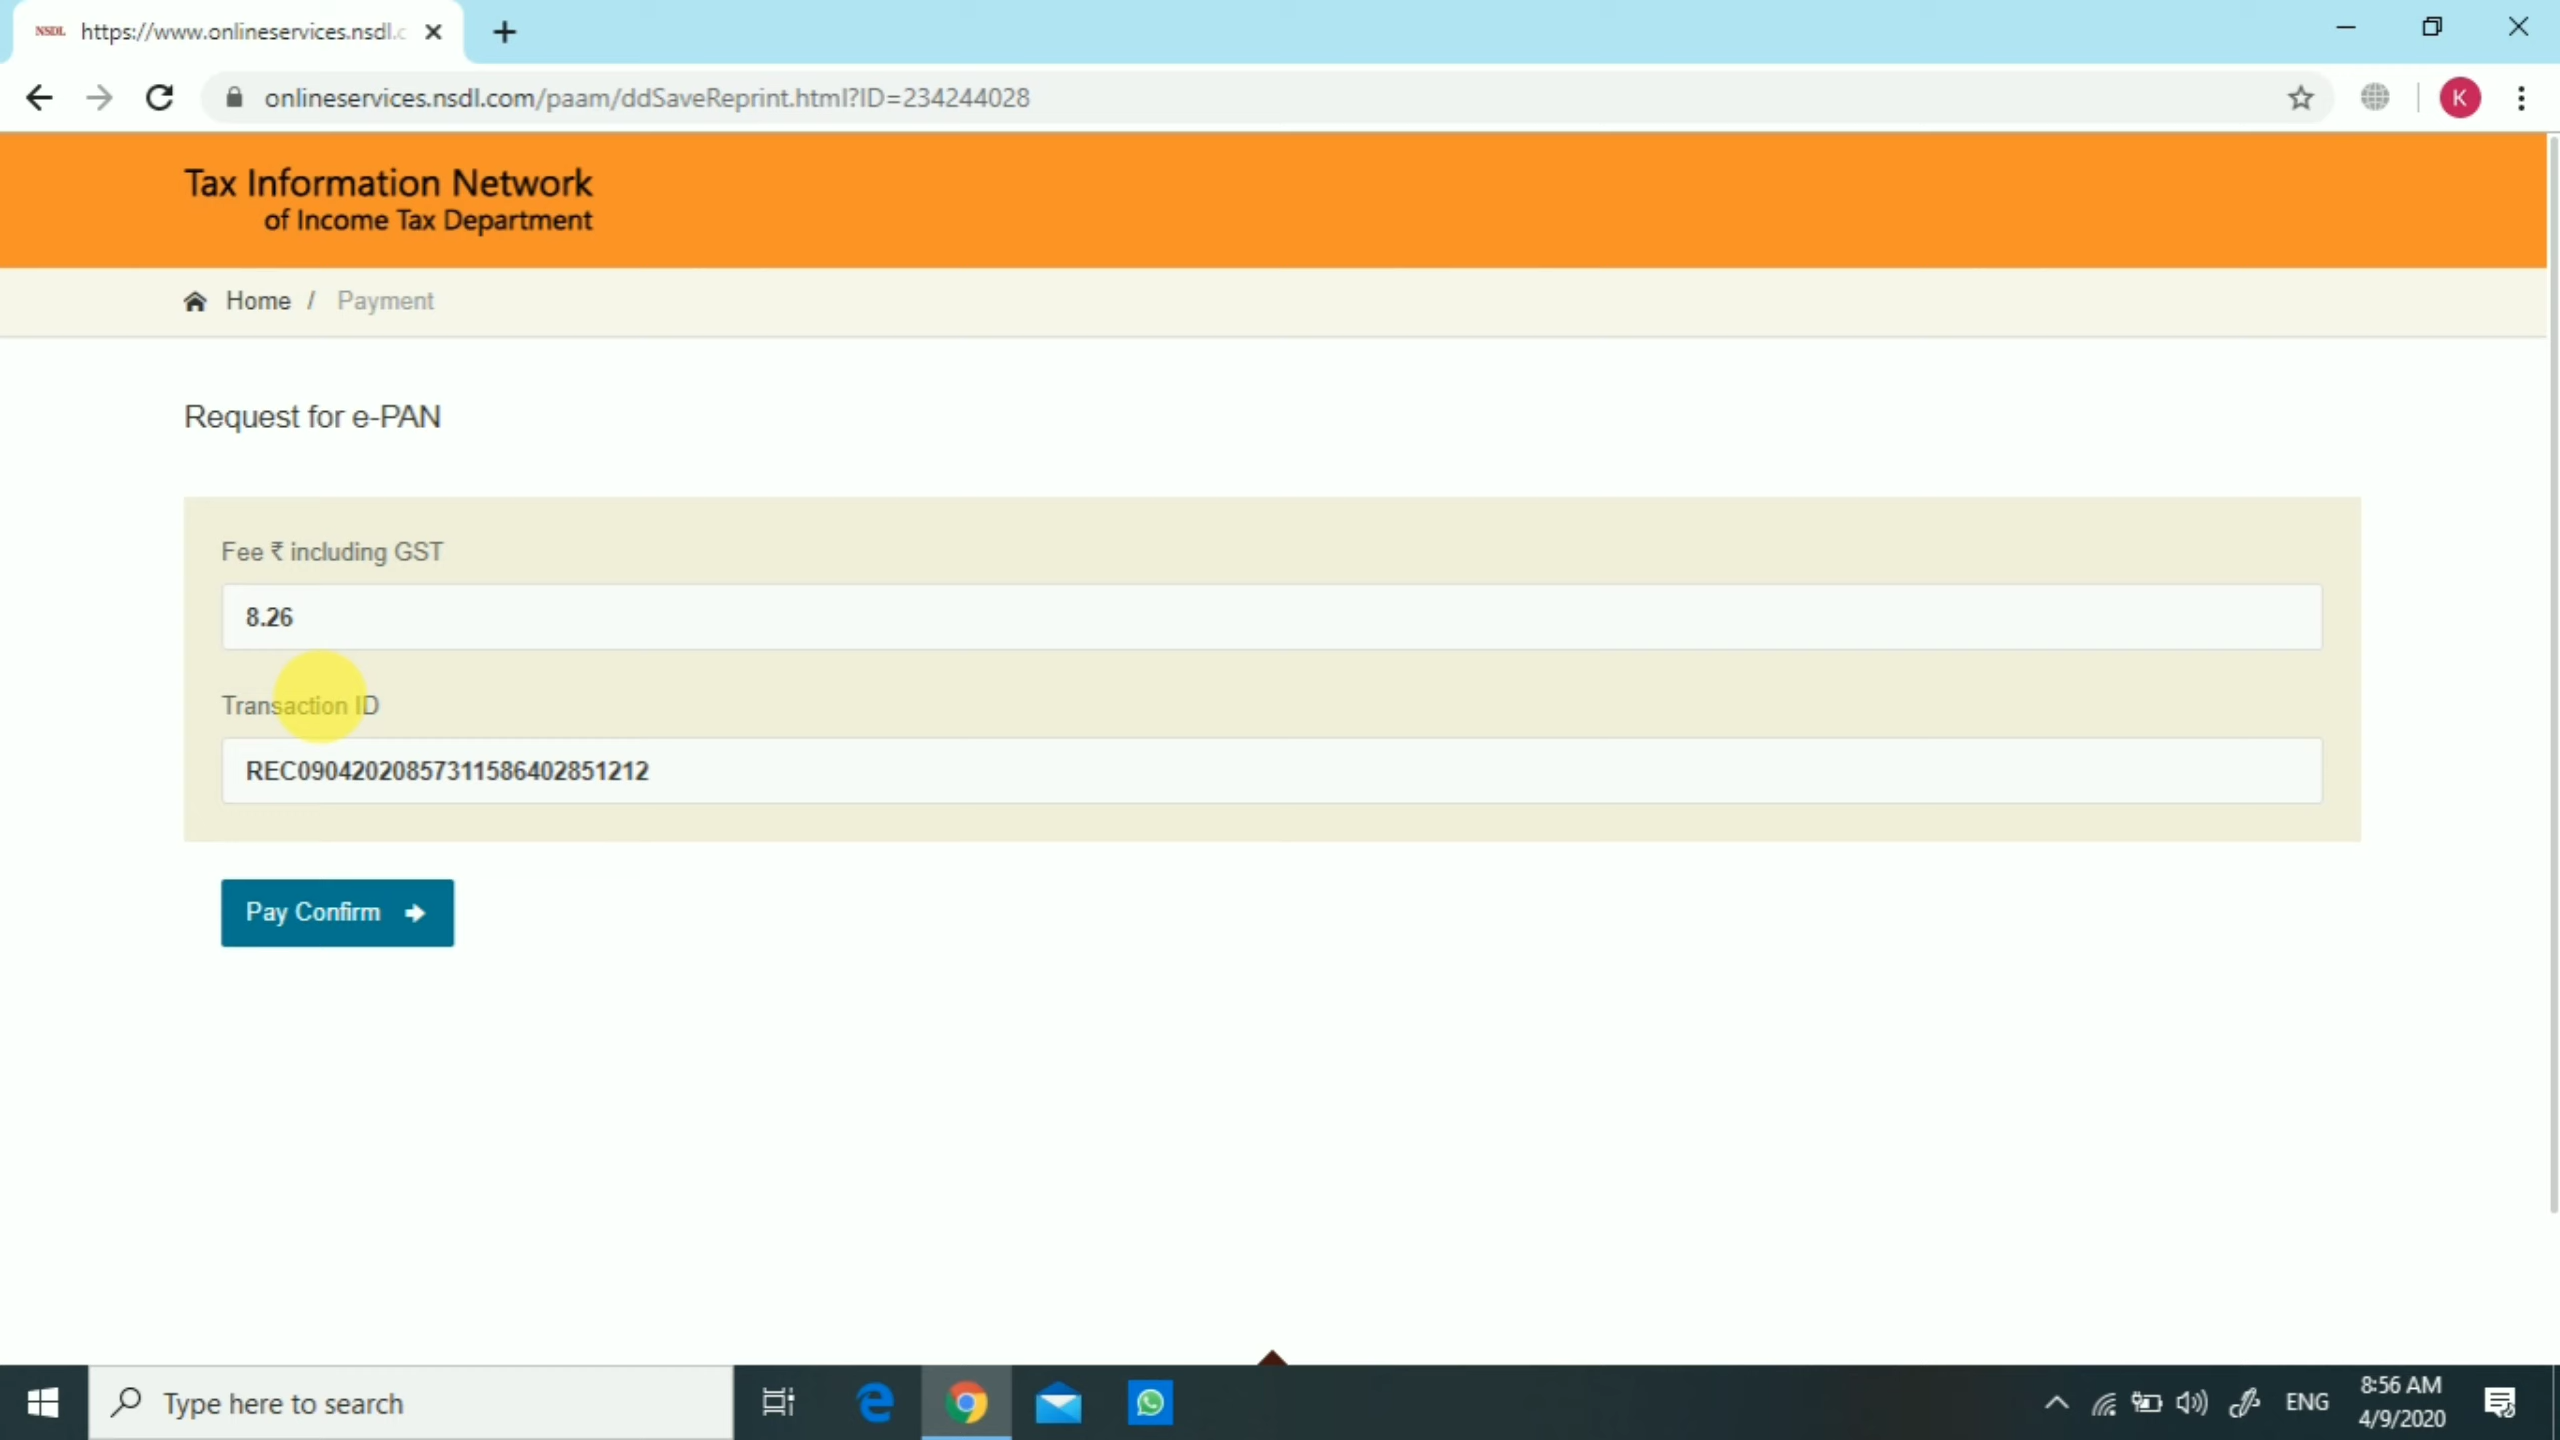 NSDL https://www.onlineservices.nsdl.c
onlineservices.nsdl.com/paam/ddSaveReprint.html?ID=234244028
K
Tax Information Network
of Income Tax Department
Home / Payment
Request for e-PAN
Fee ₹ including GST
8.26
Transaction ID
REC09042020857311586402851212
Pay Confirm
Type here to search
ENG
8:56 AM
4/9/2020